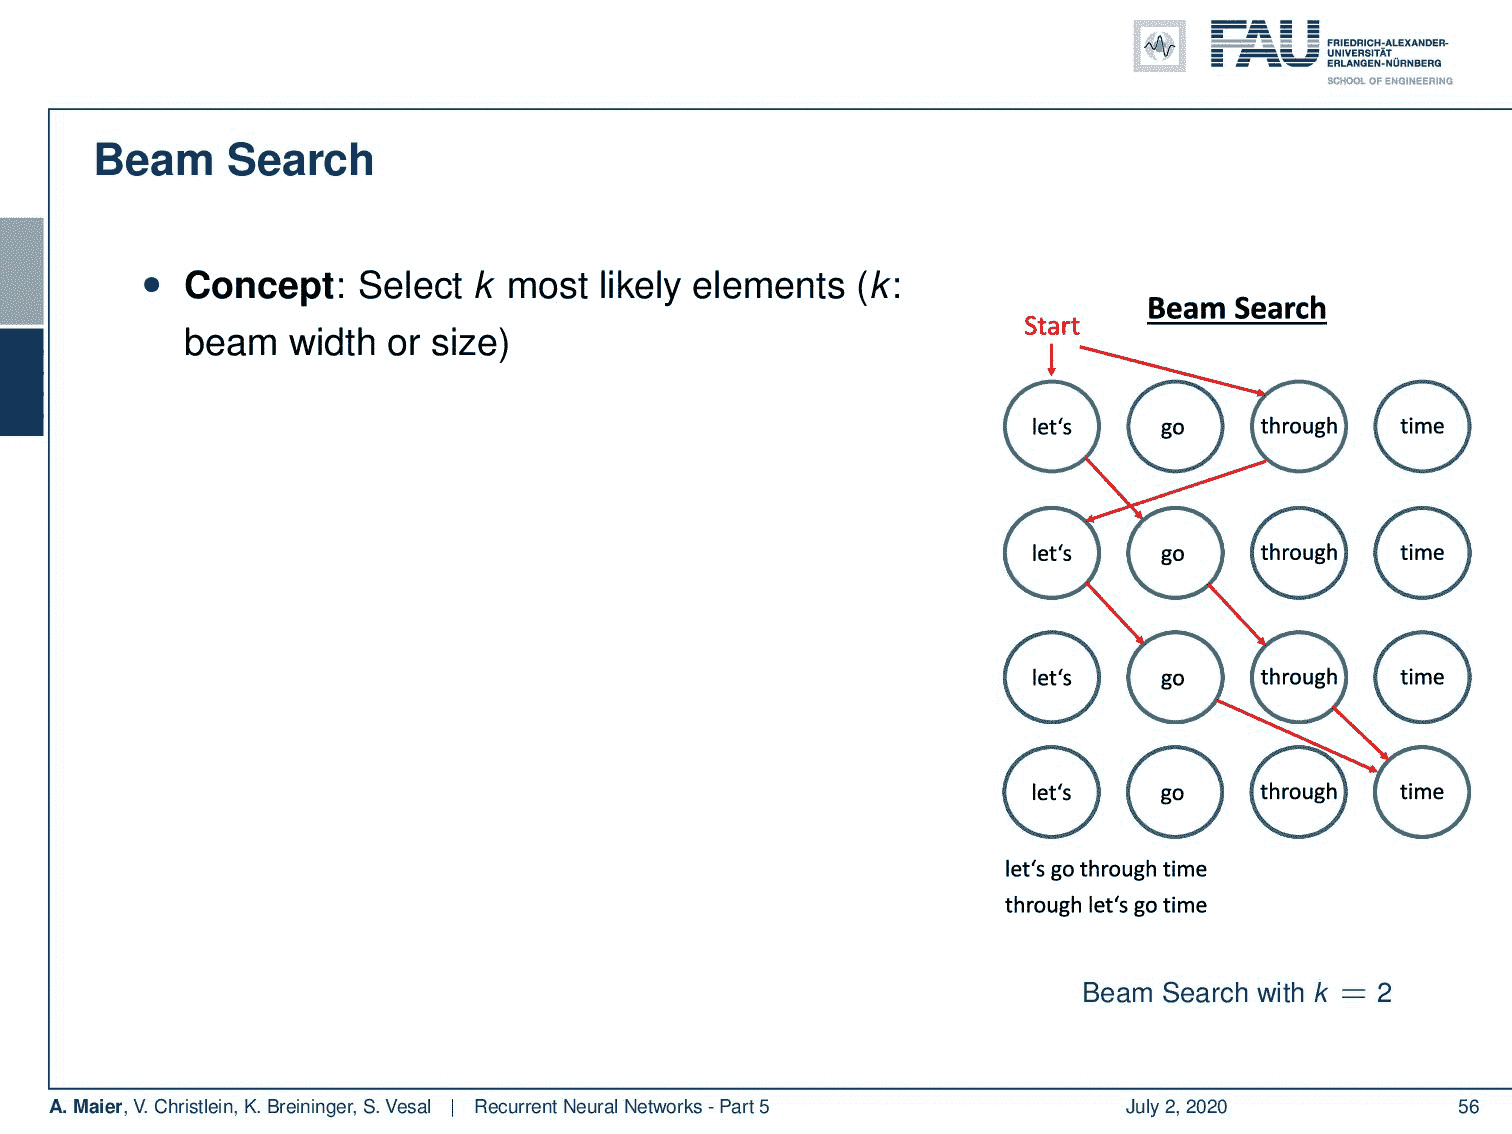 FAU
FRIEDRICH-ALEXANDER-
UNIVERSITÄT
ERLANGEN-NÜRNBERG
SCHOOL OF ENGINEERING
Beam Search
• Concept: Select k most likely elements (k:
beam width or size)
Beam Search
Start
let‘s go through time
let‘s go through time
let‘s go through time
let‘s go through time
let‘s go through time
through let‘s go time
Beam Search with k = 2
A. Maier, V. Christlein, K. Breininger, S. Vesal | Recurrent Neural Networks - Part 5 July 2, 2020 56